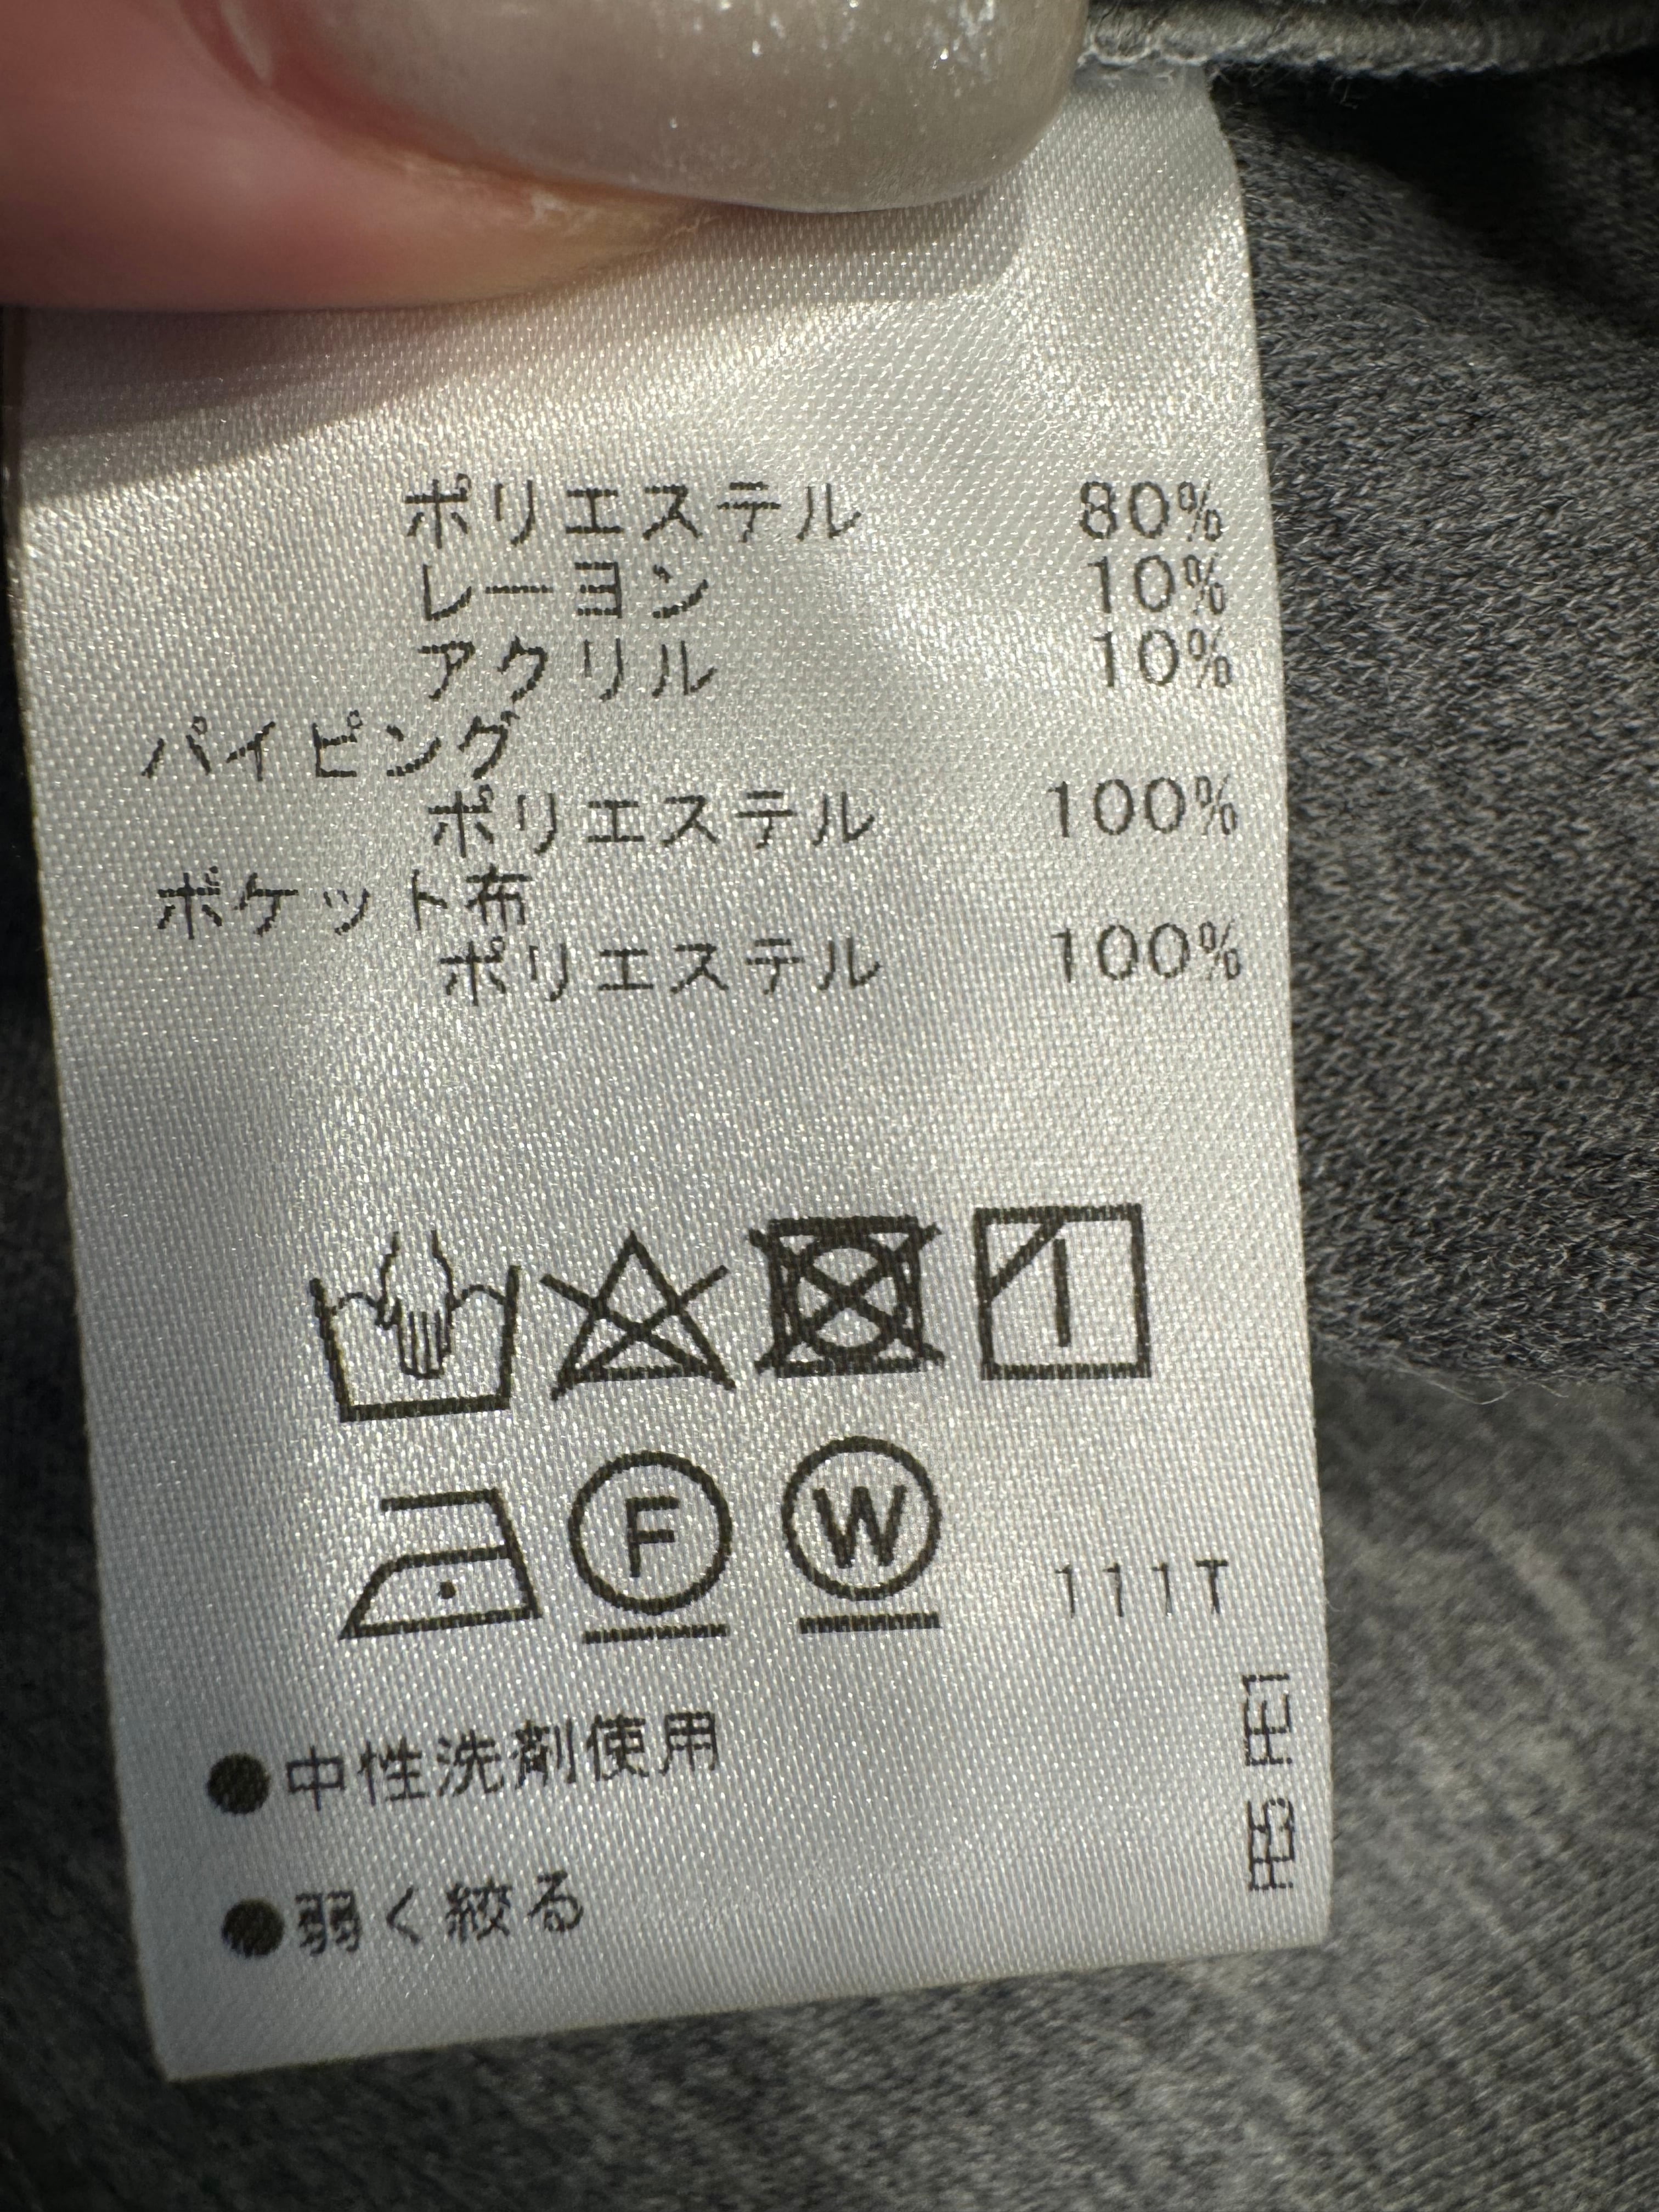 ポリエステル 80%
レーヨン 10%
アクリル 10%
パイピング
ポリエステル 100%
ポケット布
ポリエステル 100%
F W 111T
●中性洗剤使用
●弱く絞る